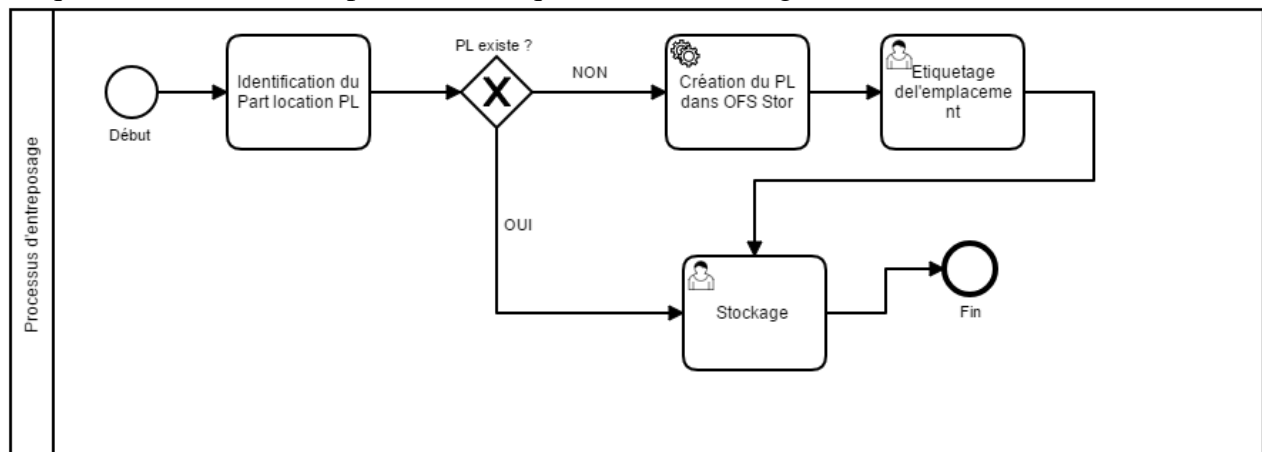 Processus d'entreposage
Début
Identification du
Part location PL
PL existe ?
NON
OUI
Création du PL
dans OFS Stor
Etiquetage
del'emplaceme
nt
Stockage
Fin